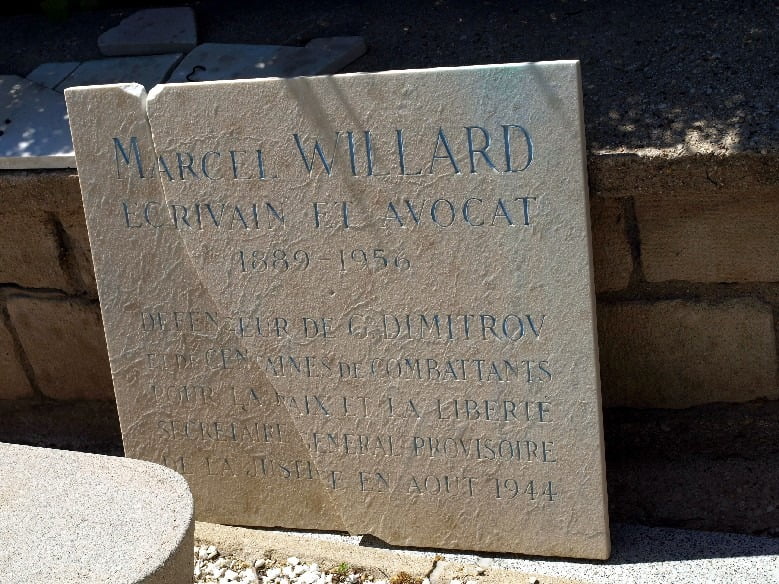 MARCEL WILLARD
ECRIVAIN ET AVOCAT
1889-1956
DEFENSEUR DE G. DIMITROV
ET DE CENTAINES DE COMBATTANTS
POUR LA PAIX ET LA LIBERTE
SECRETAIRE GENERAL PROVISOIRE
DE LA JUSTICE EN AOUT 1944